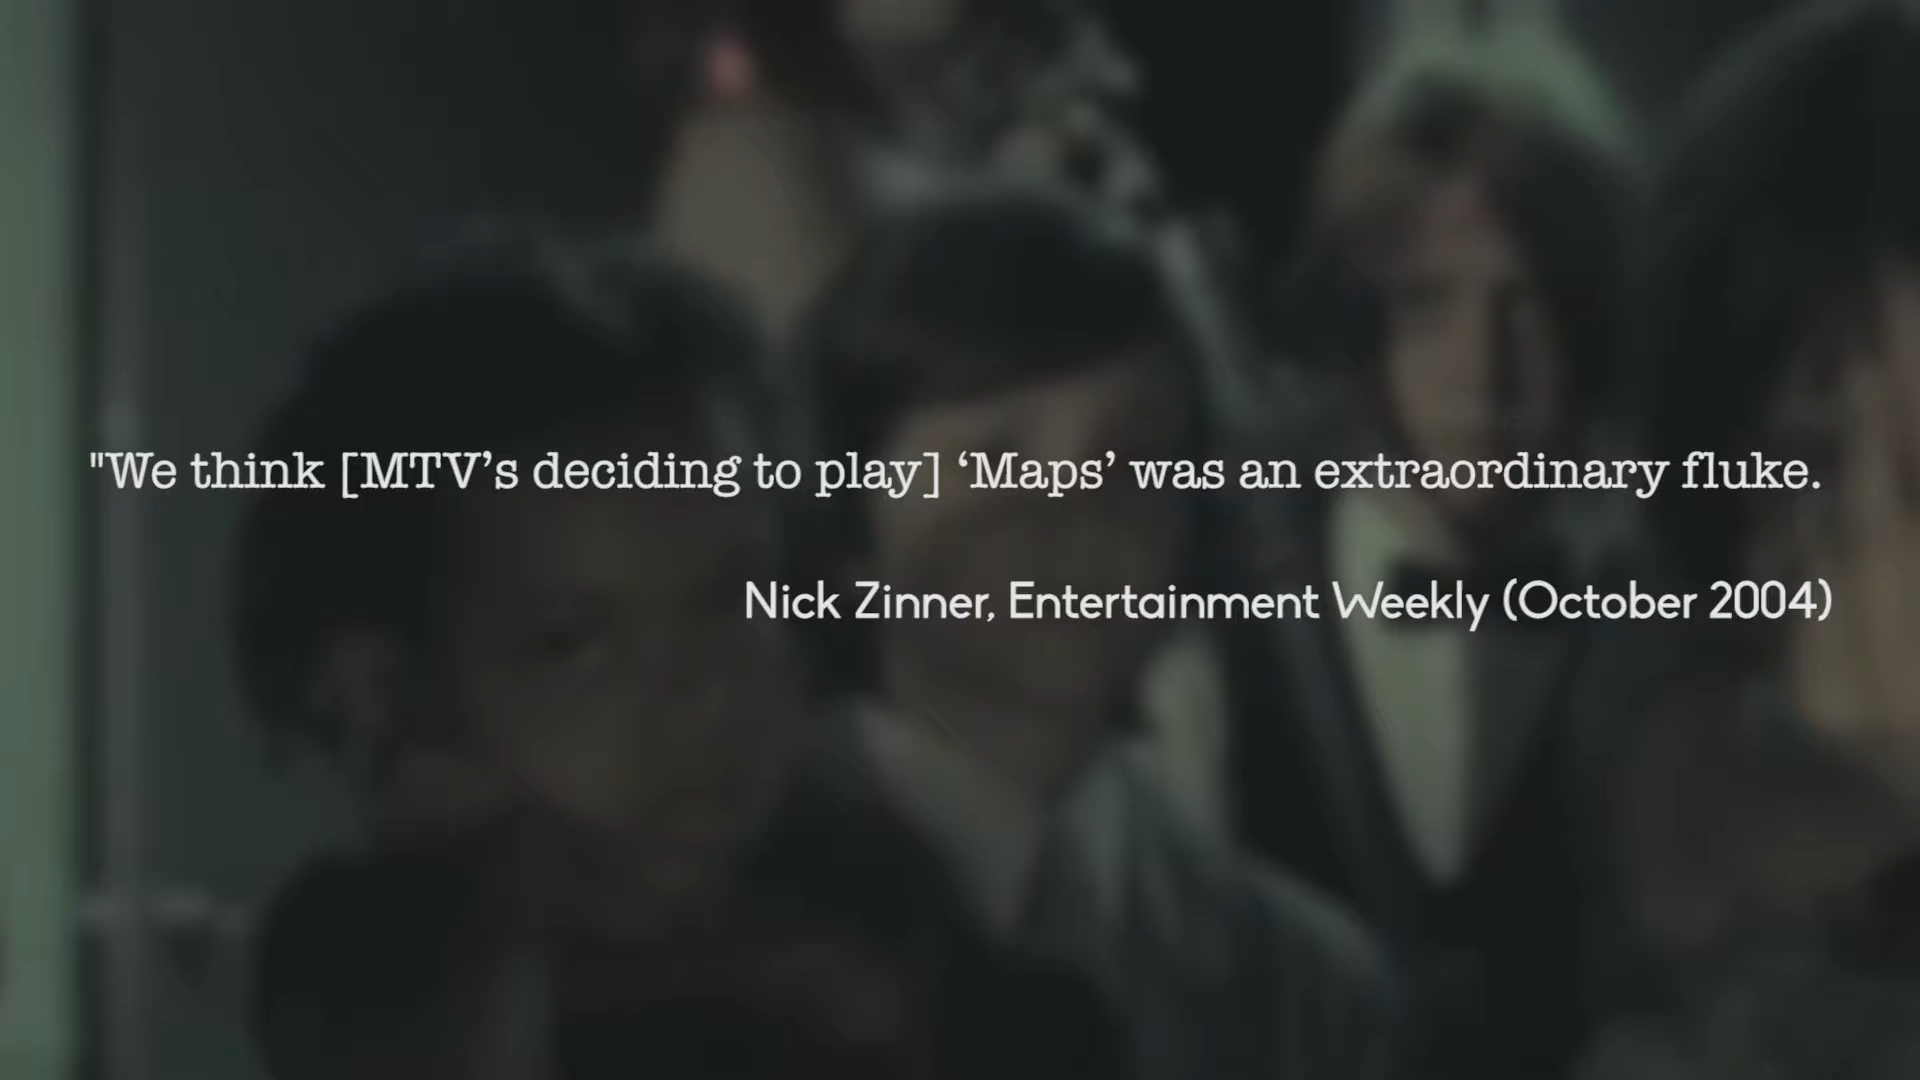 "We think [MTV’s deciding to play] ‘Maps’ was an extraordinary fluke.
Nick Zinner, Entertainment Weekly (October 2004)